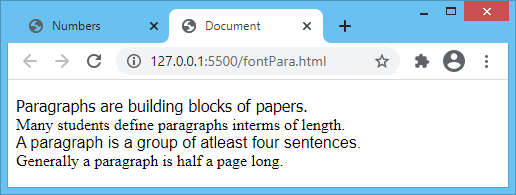 Numbers
Document
127.0.0.1:5500/fontPara.html
Paragraphs are building blocks of papers.
Many students define paragraphs interms of length.
A paragraph is a group of atleast four sentences.
Generally a paragraph is half a page long.